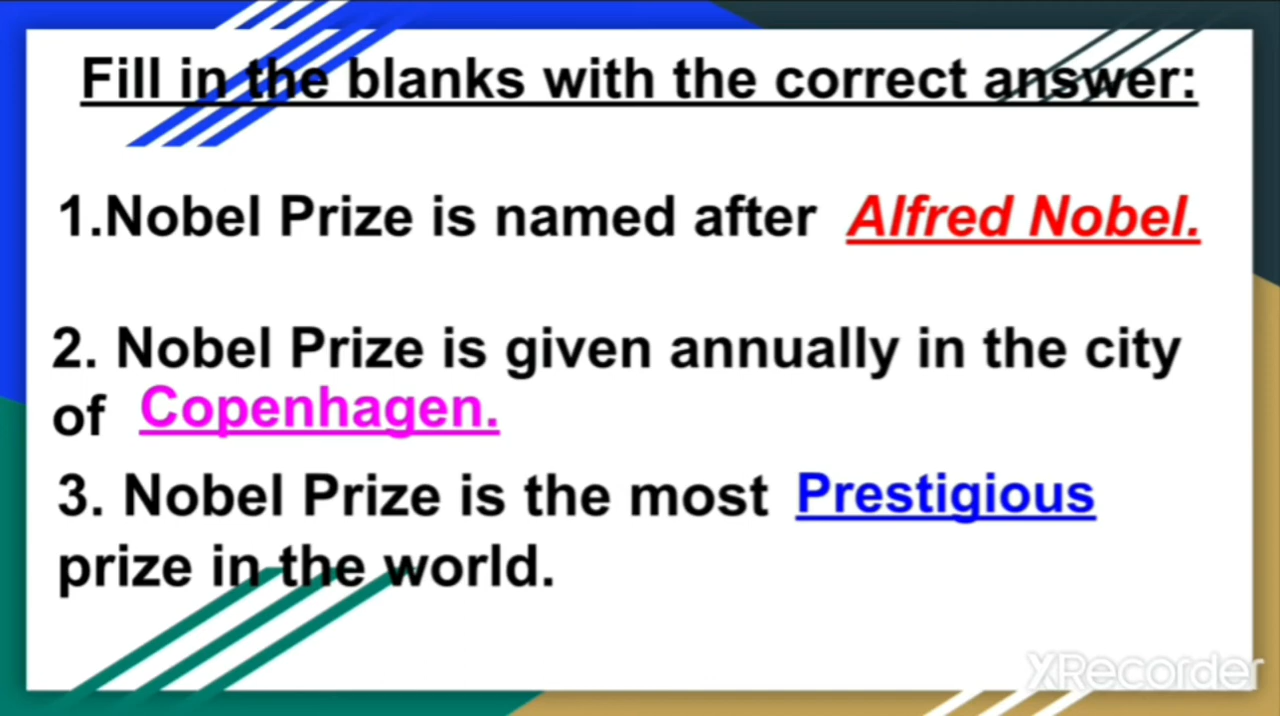 Fill in the blanks with the correct answer:
1.Nobel Prize is named after Alfred Nobel.
2. Nobel Prize is given annually in the city
of Copenhagen.
3. Nobel Prize is the most Prestigious
prize in the world.
XRecorder